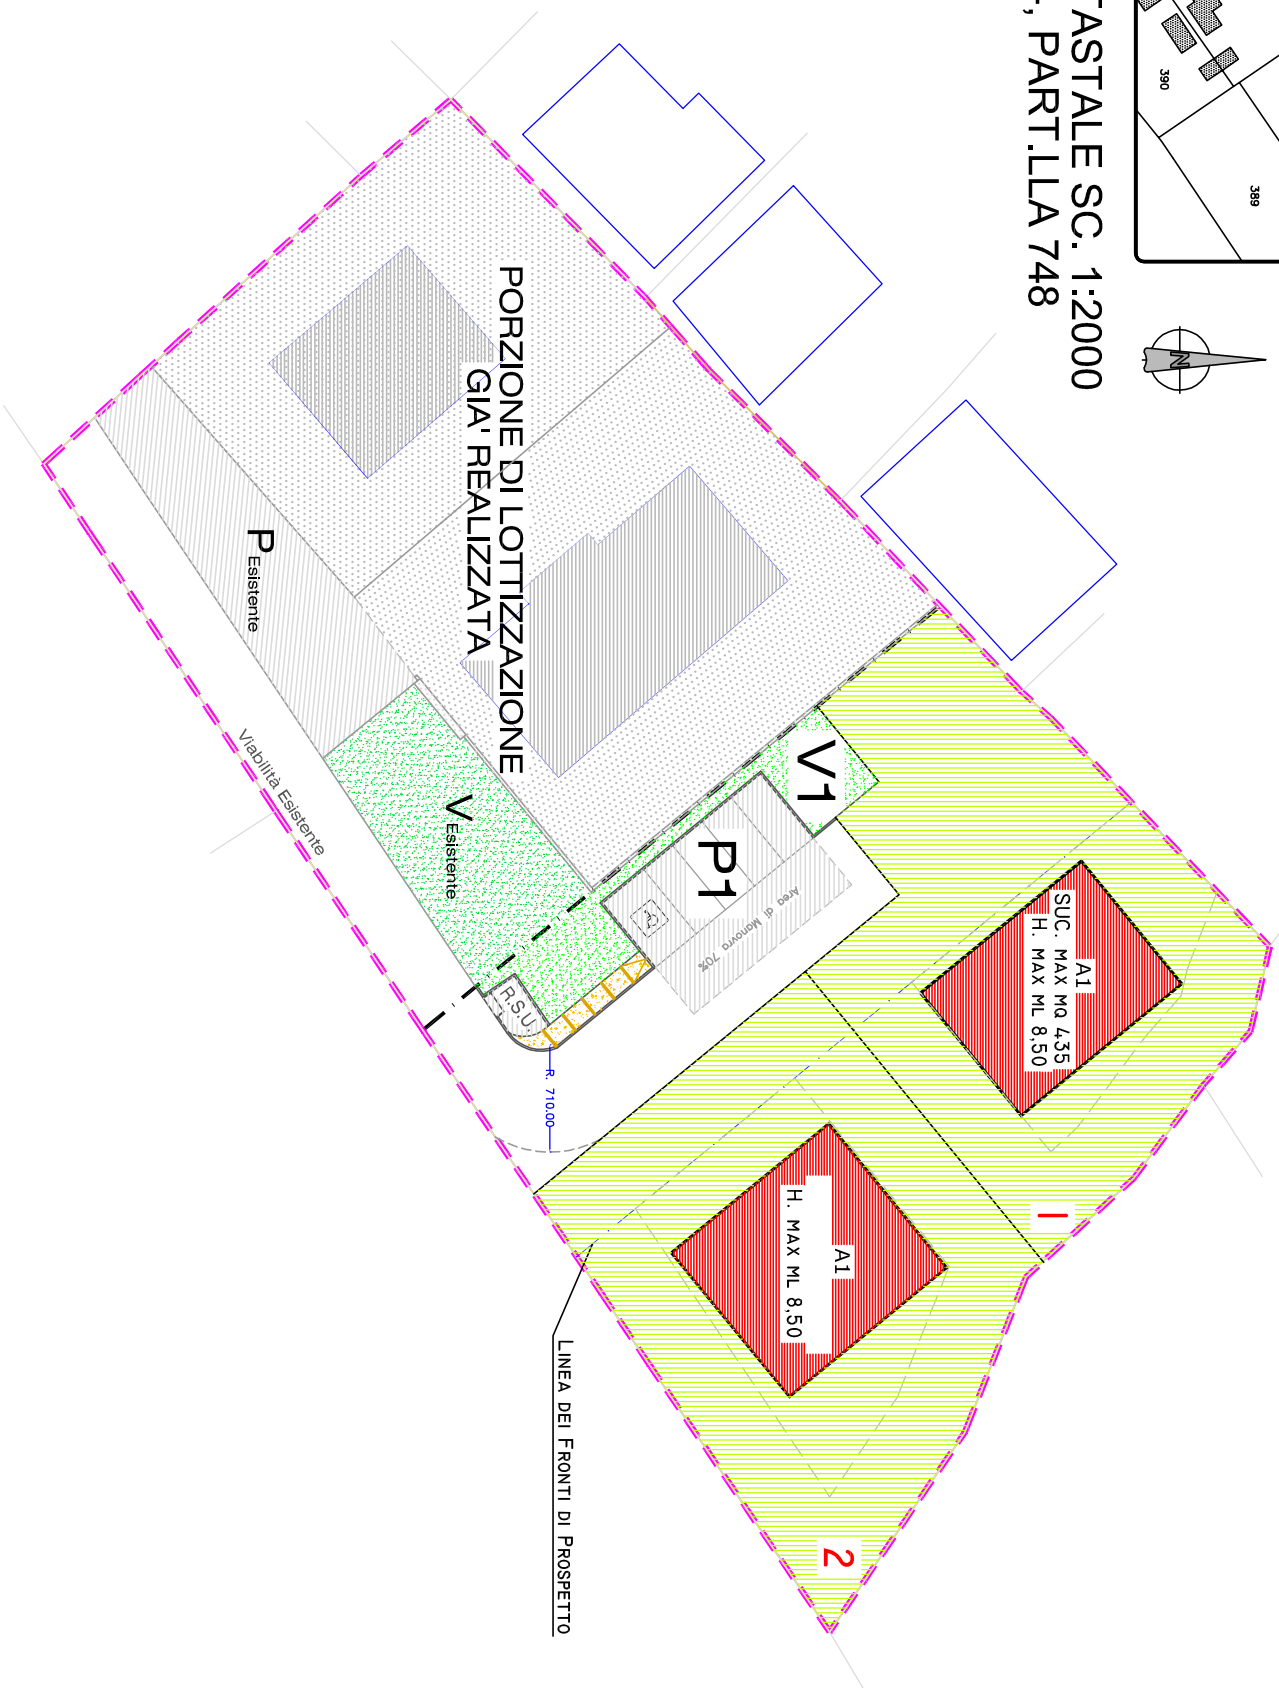 ASTALE SC. 1:2000
, PART.LLA 748
390
389
N
PORZIONE DI LOTTIZZAZIONE
GIA' REALIZZATA
P Esistente
V Esistente
Viabilità Esistente
V1
P1
Area di Manovra 70%
R.S.U.
R. 710.00
A1
SUC. MAX MQ 435
H. MAX ML 8,50
1
A1
H. MAX ML 8,50
2
LINEA DEI FRONTI DI PROSPETTO